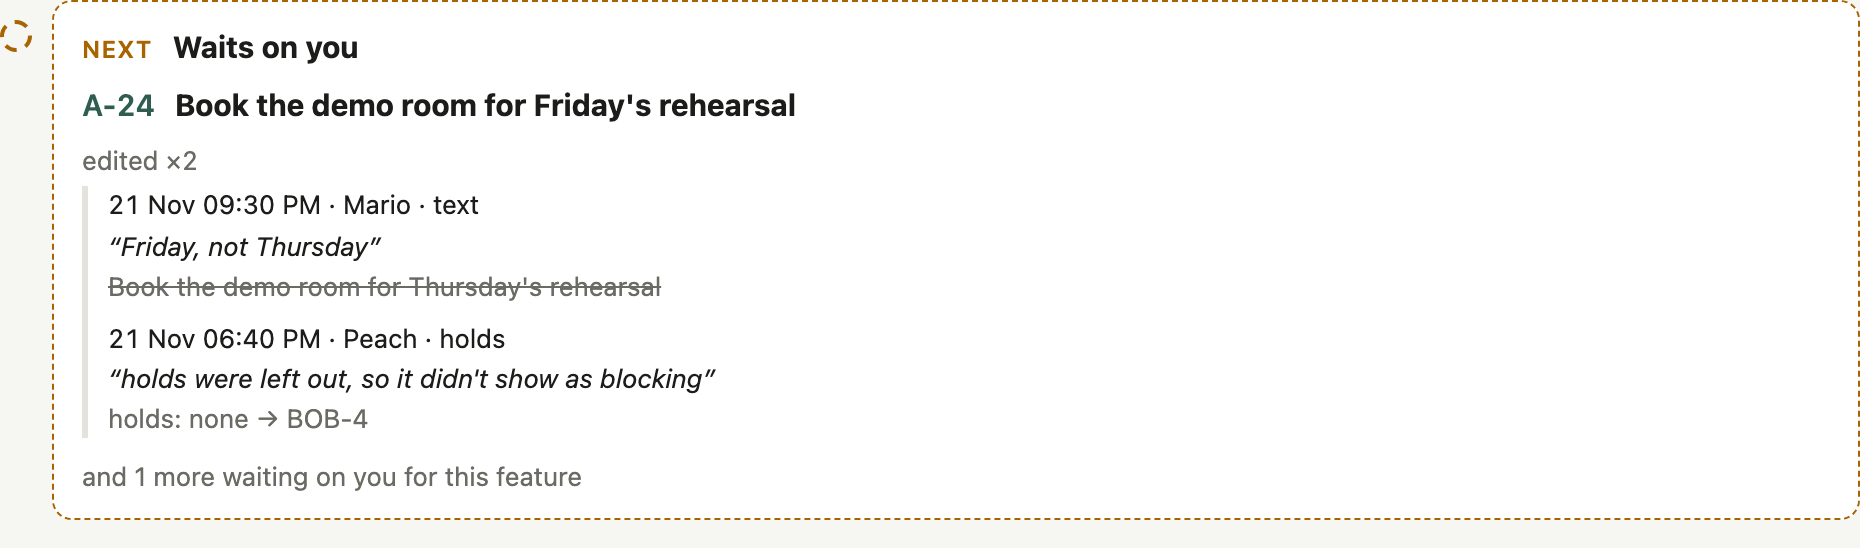 NEXT Waits on you
A-24 Book the demo room for Friday's rehearsal
edited ×2
21 Nov 09:30 PM · Mario · text
“Friday, not Thursday”
Book the demo room for Thursday's rehearsal
21 Nov 06:40 PM · Peach · holds
“holds were left out, so it didn't show as blocking”
holds: none → BOB-4
and 1 more waiting on you for this feature